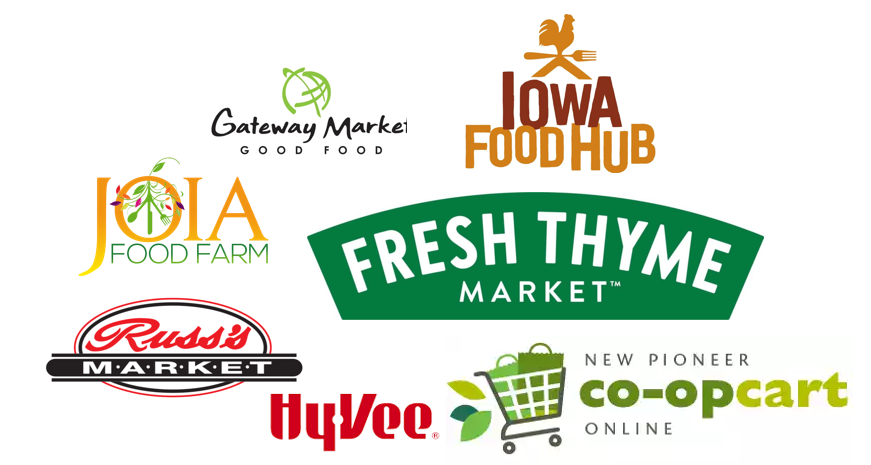 Gateway Market
GOOD FOOD
IOWA
FOOD HUB
JOIA
FOOD FARM
FRESH THYME
MARKET™
Russ's
M·A·R·K·E·T
HyVee®
NEW PIONEER
co-opcart
ONLINE